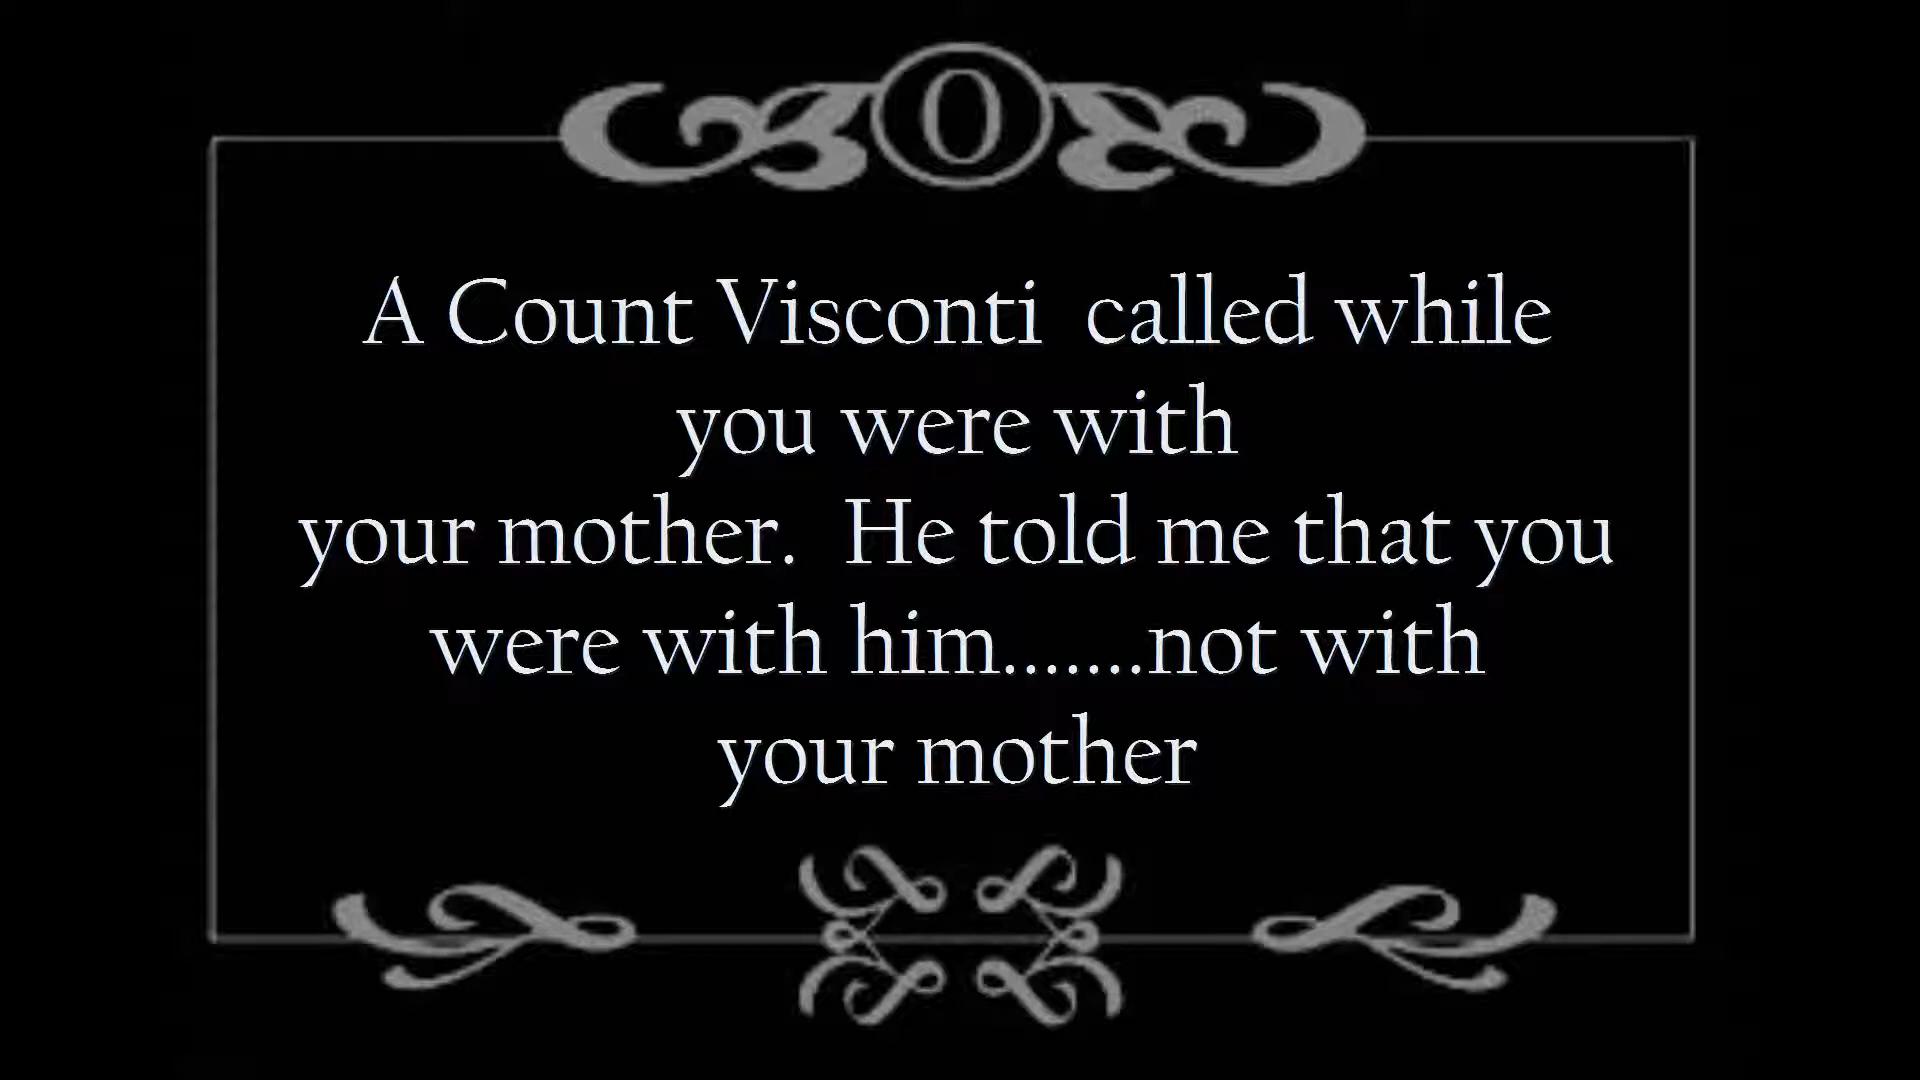 O
A Count Visconti  called while
you were with
your mother.  He told me that you
were with him.......not with
your mother